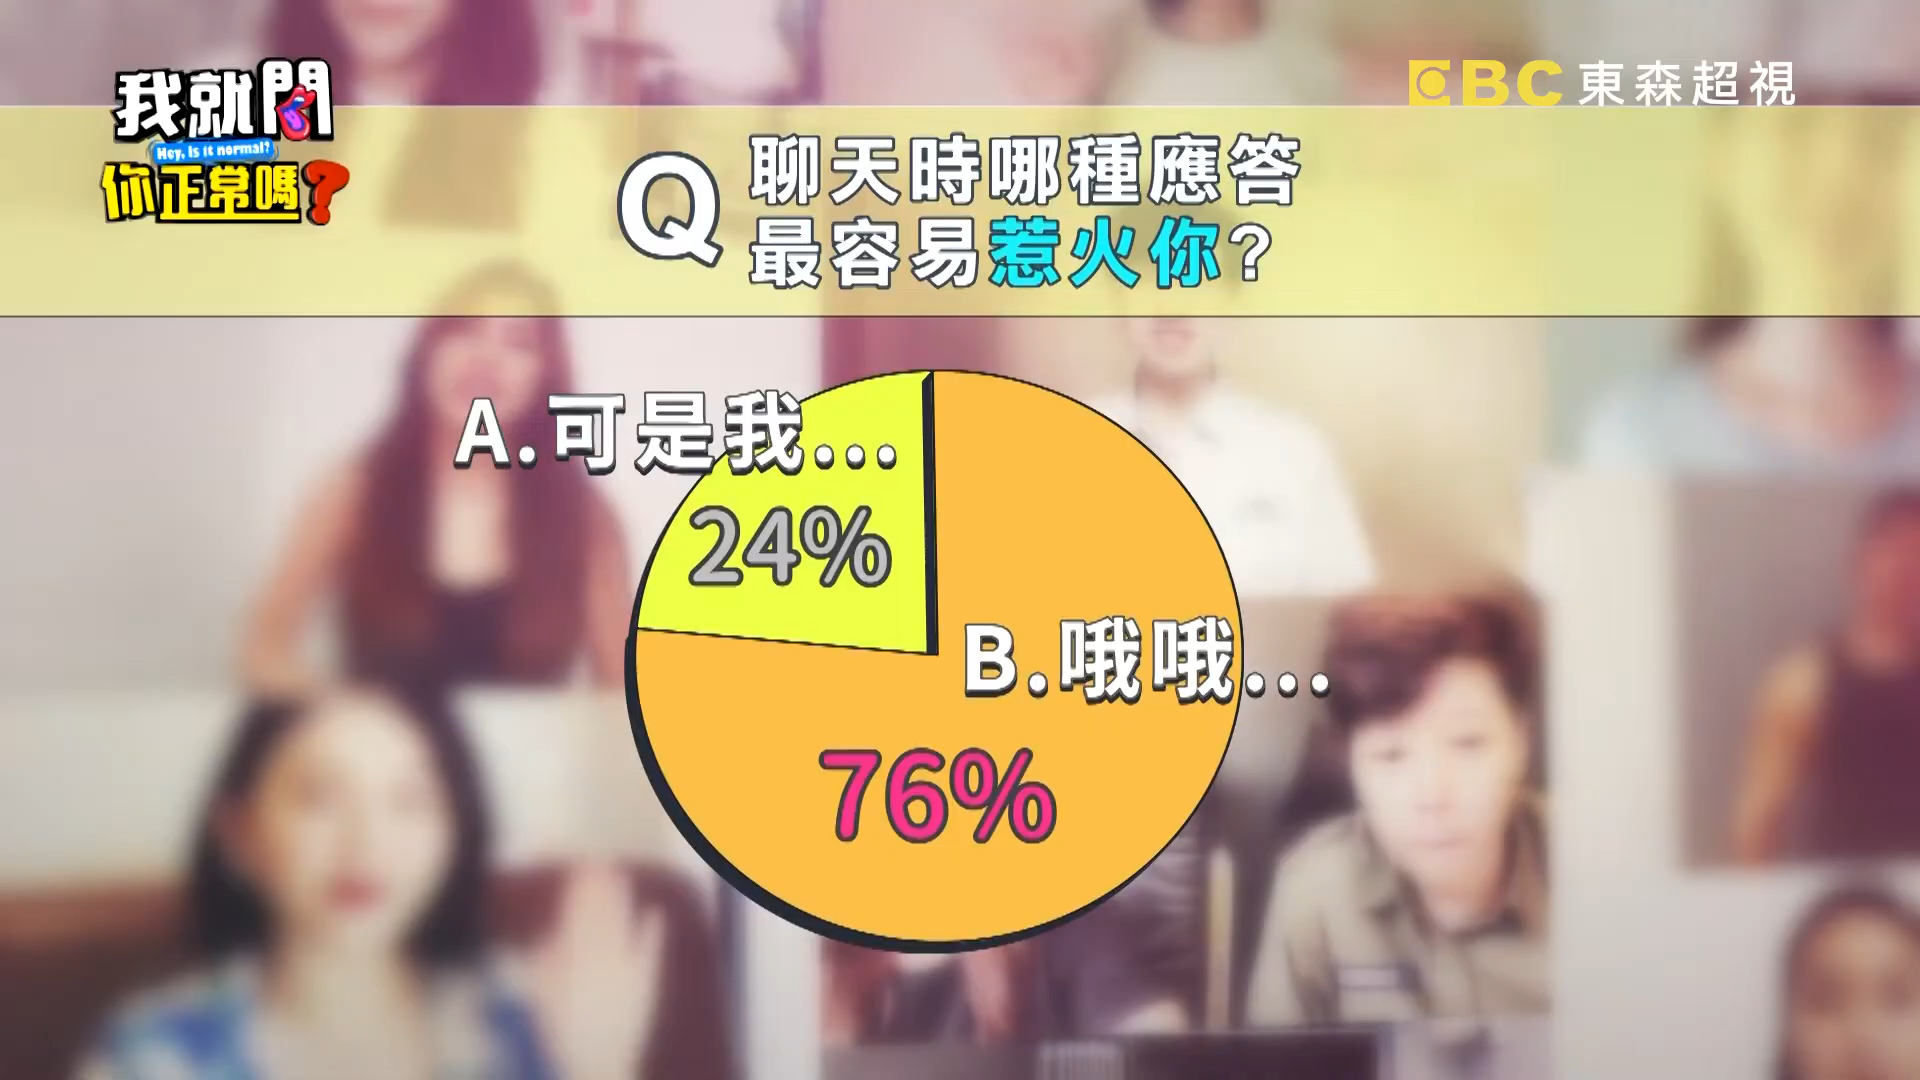 我就問
Hey, is it normal?
你正常嗎?
EBC 東森超視
Q 聊天時哪種應答
最容易惹火你?
A.可是我...
24%
B.哦哦...
76%